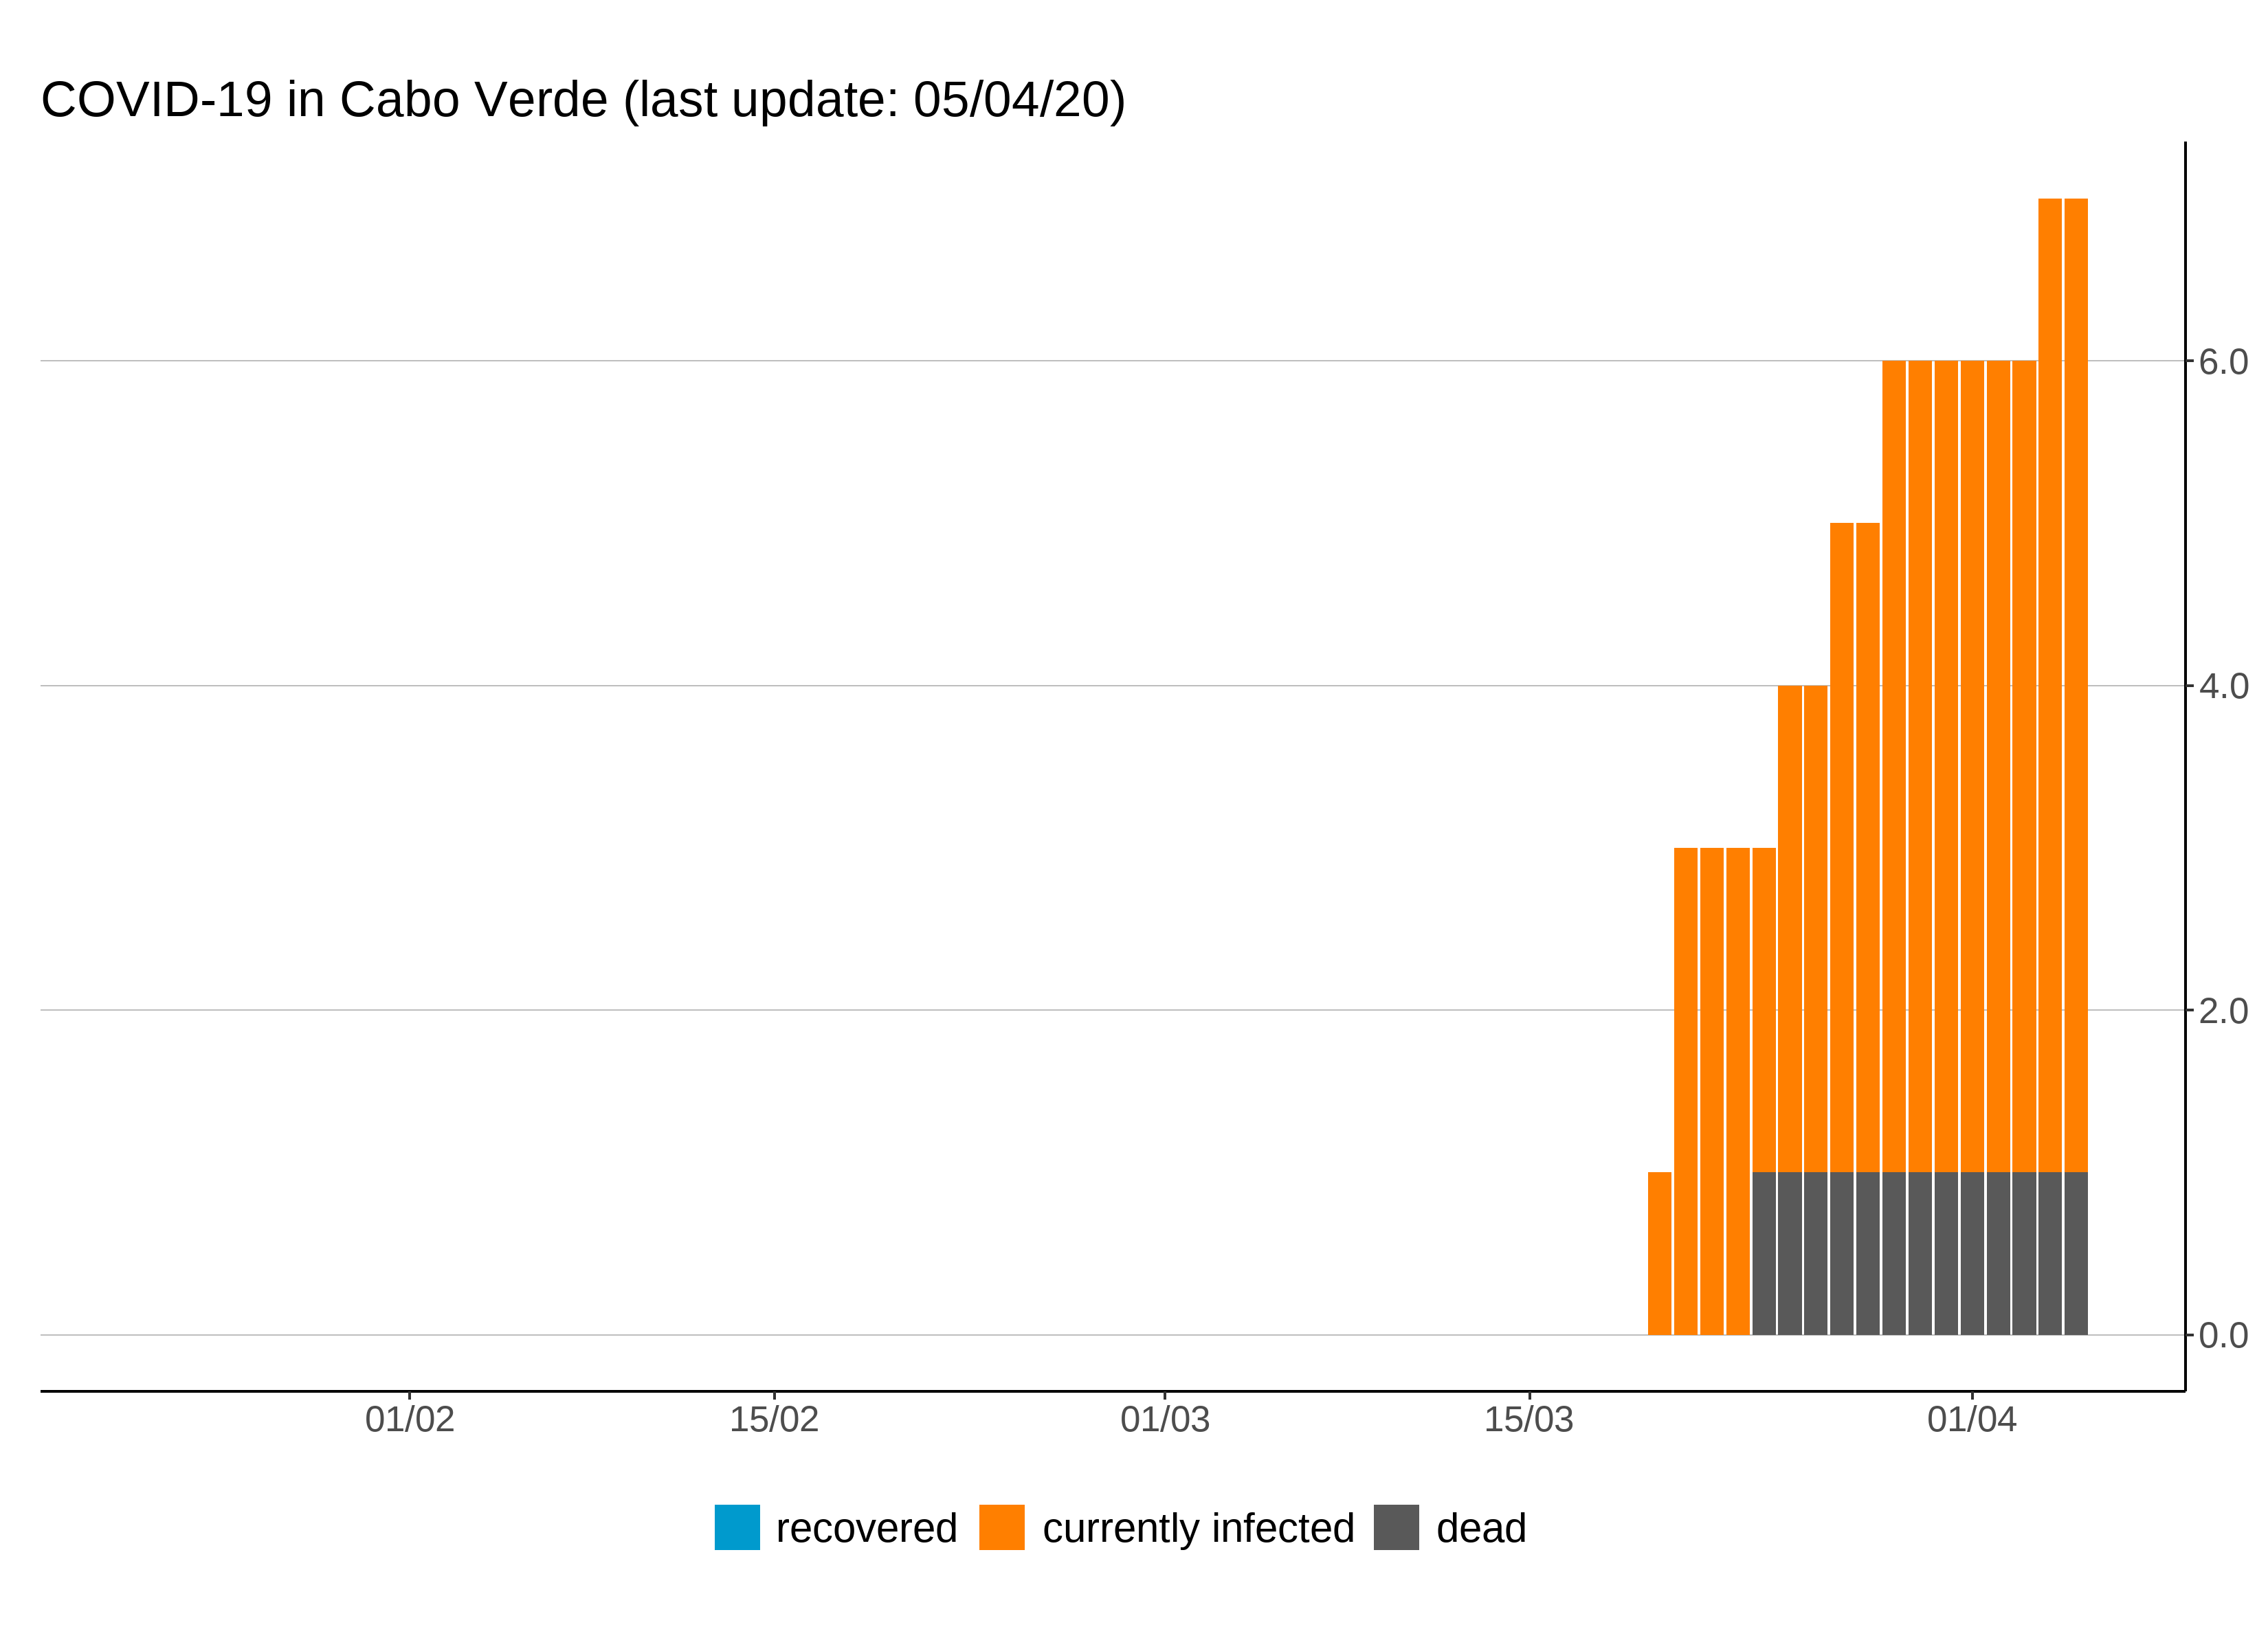 COVID-19 in Cabo Verde (last update: 05/04/20)
6.0
4.0
2.0
0.0
01/02 15/02 01/03 15/03 01/04
recovered currently infected dead